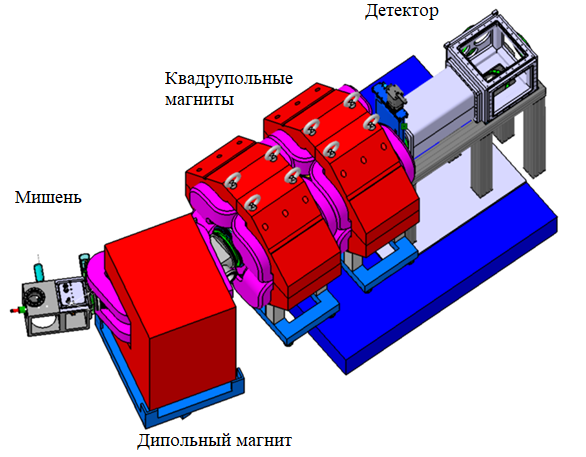 Детектор
Квадрупольные
магниты
Мишень
Дипольный магнит